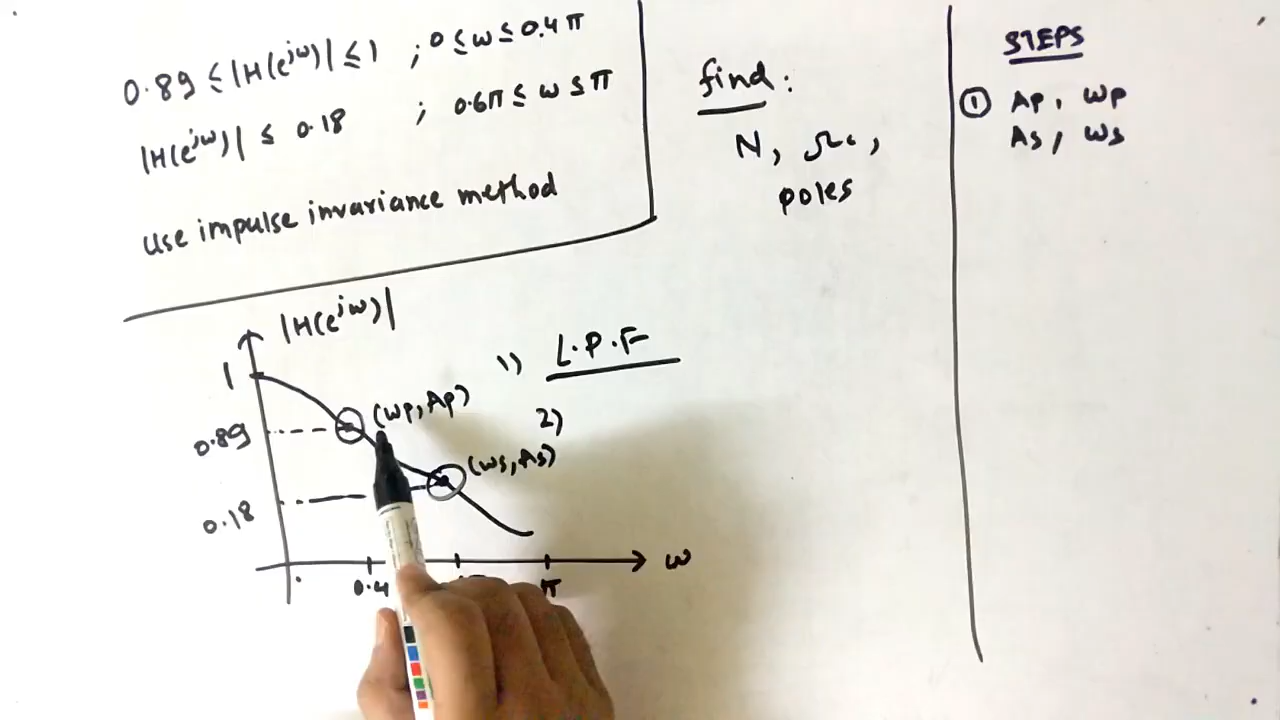 0.89 ≤ |H(e^jω)| ≤ 1 ; 0 ≤ ω ≤ 0.4π
|H(e^jω)| ≤ 0.18 ; 0.6π ≤ ω ≤ π
use impulse invariance method
find:
N, Ωc,
poles
STEPS
① Ap, ωp
As, ωs
|H(e^jω)|
1
0.89
0.18
(ωp, Ap)
(ωs, As)
1) L.P.F
2)
0.4
π
ω